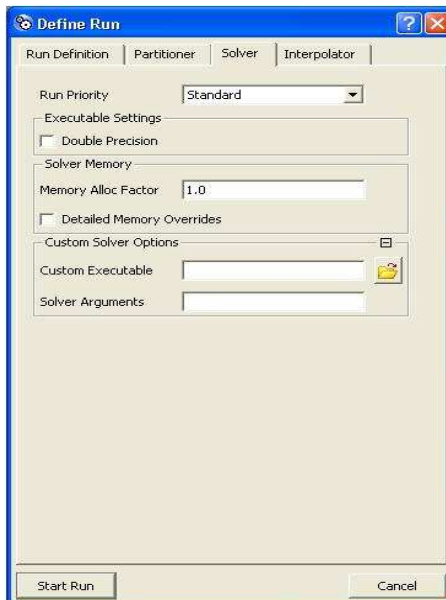 Define Run
Run Definition Partitioner Solver Interpolator
Run Priority Standard
Executable Settings
Double Precision
Solver Memory
Memory Alloc Factor 1.0
Detailed Memory Overrides
Custom Solver Options
Custom Executable
Solver Arguments
Start Run Cancel